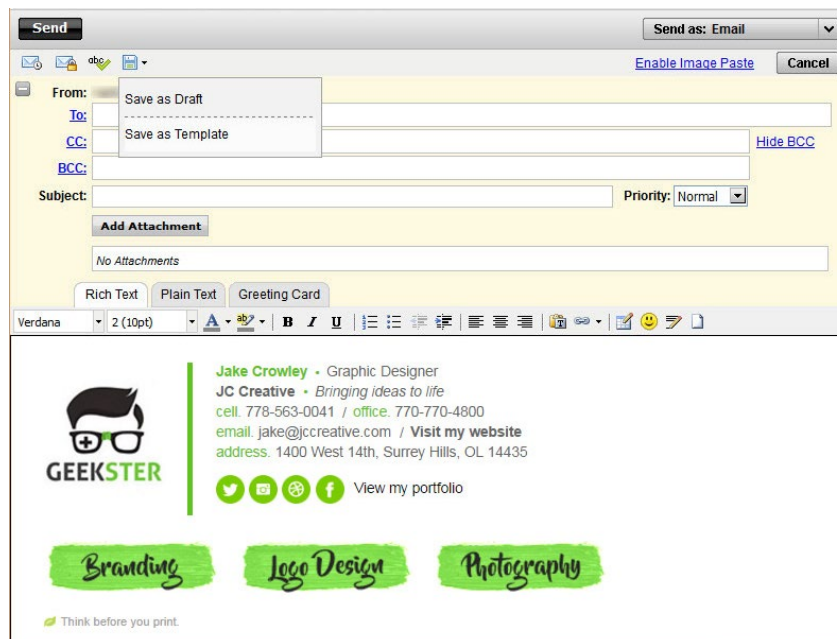 Send
Send as: Email
abc
Enable Image Paste
Cancel
From:
Save as Draft
To:
Save as Template
CC:
Hide BCC
BCC:
Subject:
Priority: Normal
Add Attachment
No Attachments
Rich Text Plain Text Greeting Card
Verdana 2 (10pt) A ab B I U
Jake Crowley • Graphic Designer
JC Creative • Bringing ideas to life
cell. 778-563-0041 / office. 770-770-4800
email. jake@jccreative.com / Visit my website
address. 1400 West 14th, Surrey Hills, OL 14435
GEEKSTER
View my portfolio
Branding Logo Design Photography
Think before you print.